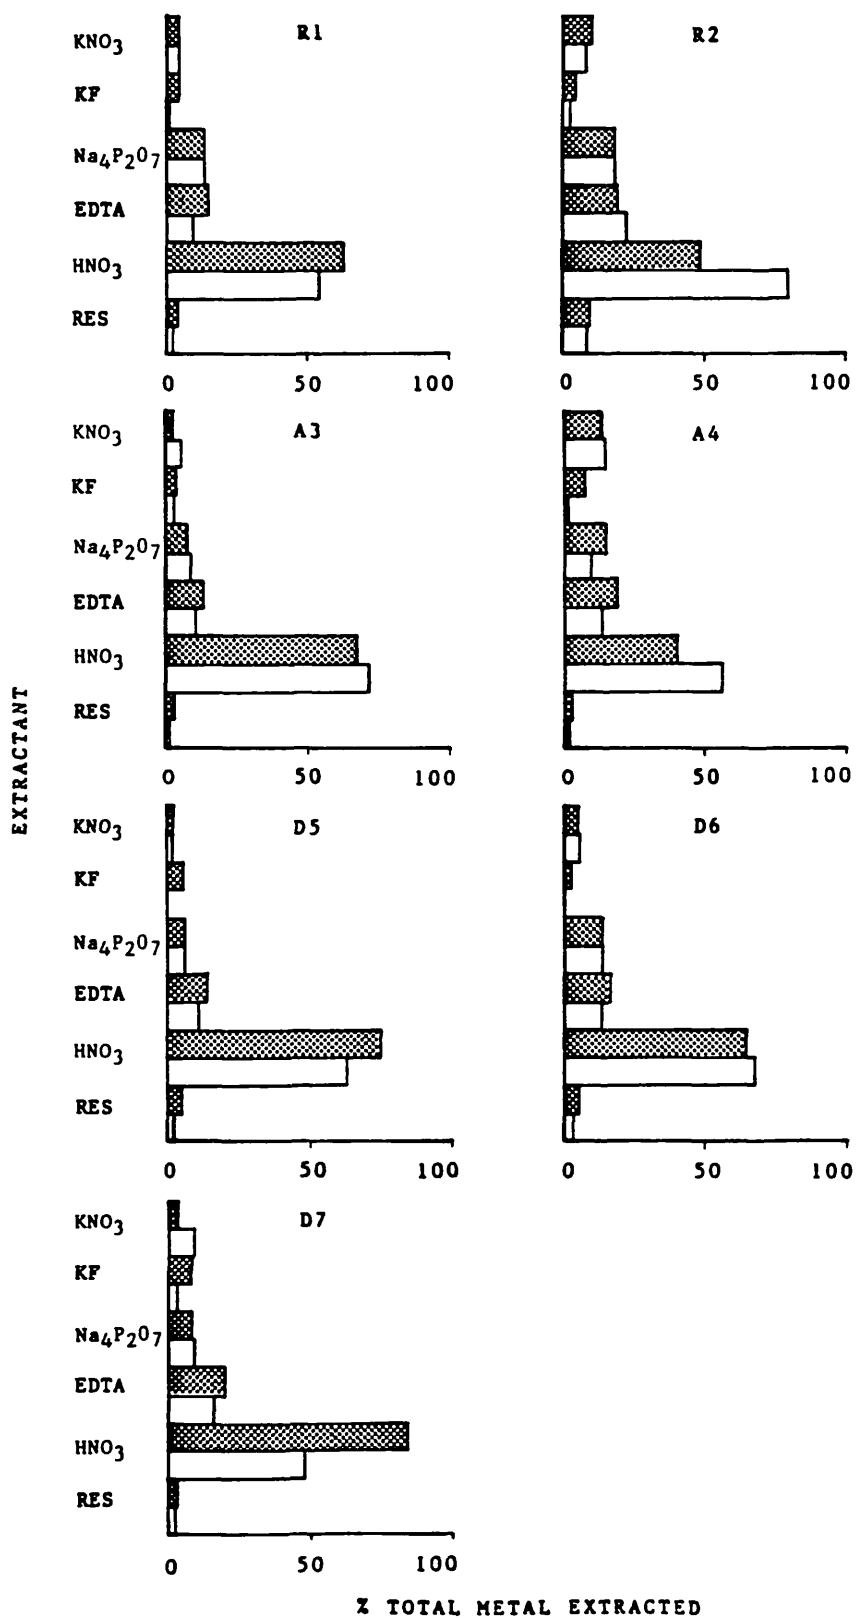 R1
KNO3
KF
Na4P2O7
EDTA
HNO3
RES
0 50 100
R2
0 50 100
A3
KNO3
KF
Na4P2O7
EDTA
HNO3
RES
0 50 100
A4
0 50 100
D5
KNO3
KF
Na4P2O7
EDTA
HNO3
RES
0 50 100
D6
0 50 100
D7
KNO3
KF
Na4P2O7
EDTA
HNO3
RES
0 50 100
EXTRACTANT
% TOTAL METAL EXTRACTED